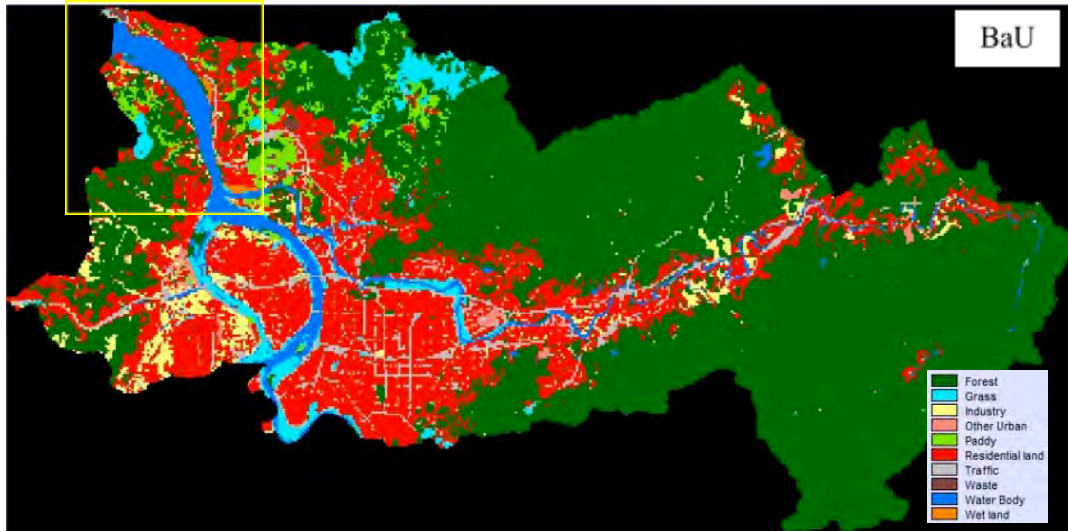 BaU
Forest
Grass
Industry
Other Urban
Paddy
Residential land
Traffic
Waste
Water Body
Wet land